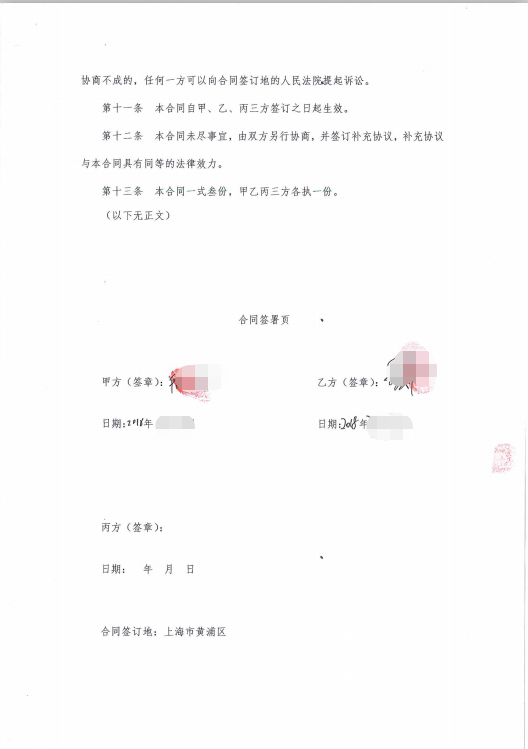 协商不成的，任何一方可以向合同签订地的人民法院提起诉讼。
第十一条 本合同自甲、乙、丙三方签订之日起生效。
第十二条 本合同未尽事宜，由双方另行协商，并签订补充协议，补充协议
与本合同具有同等的法律效力。
第十三条 本合同一式叁份，甲乙丙三方各执一份。
（以下无正文）
合同签署页
甲方（签章）： 乙方（签章）：
日期：2018年 日期：2018年
丙方（签章）：
日期： 年 月 日
合同签订地：上海市黄浦区